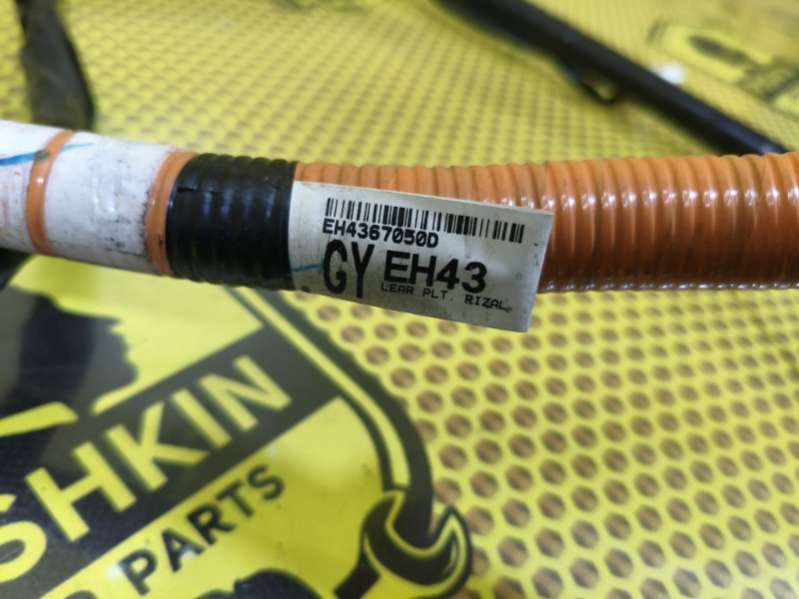 EH4367050D
GY EH43
LEAR PLT. RIZAL
SHKIN
PARTS